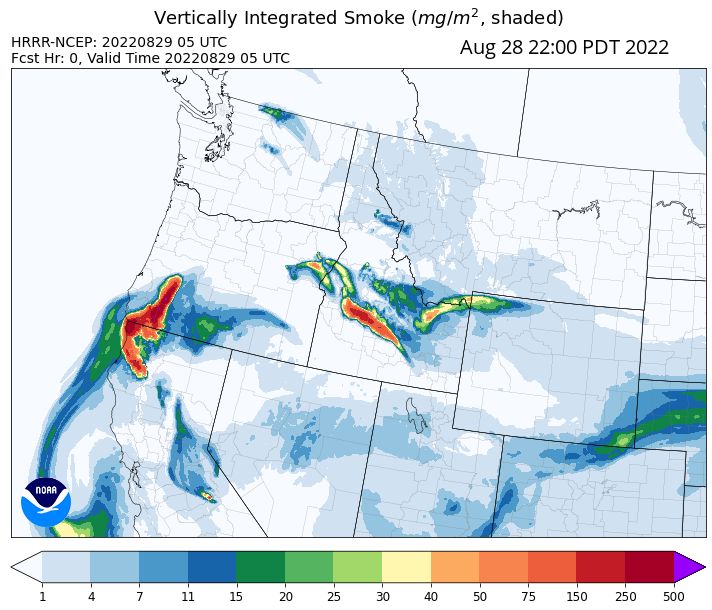 Vertically Integrated Smoke (mg/m², shaded)
HRRR-NCEP: 20220829 05 UTC
Fcst Hr: 0, Valid Time 20220829 05 UTC
Aug 28 22:00 PDT 2022
NOAA
1 4 7 11 15 20 25 30 40 50 75 150 250 500